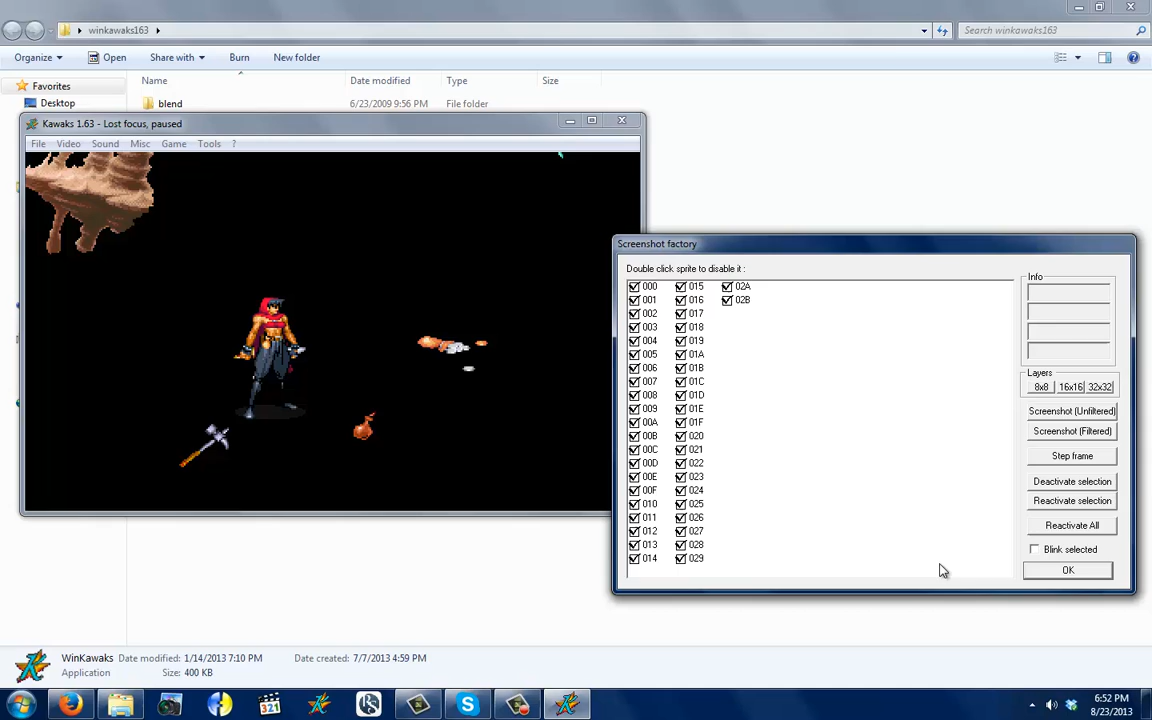 winkawaks163
Search winkawaks163
Organize
Open
Share with
Burn
New folder
Favorites
Desktop
Name
Date modified
Type
Size
blend
6/23/2009 9:56 PM
File folder
Kawaks 1.63 - Lost focus, paused
File Video Sound Misc Game Tools ?
Screenshot factory
Double click sprite to disable it :
000 015 02A
001 016 02B
002 017
003 018
004 019
005 01A
006 01B
007 01C
008 01D
009 01E
00A 01F
00B 020
00C 021
00D 022
00E 023
00F 024
010 025
011 026
012 027
013 028
014 029
Info
Layers
8x8 16x16 32x32
Screenshot (Unfiltered)
Screenshot (Filtered)
Step frame
Deactivate selection
Reactivate selection
Reactivate All
Blink selected
OK
WinKawaks Date modified: 1/14/2013 7:10 PM Date created: 7/7/2013 4:59 PM
Application Size: 400 KB
321
6:52 PM
8/23/2013